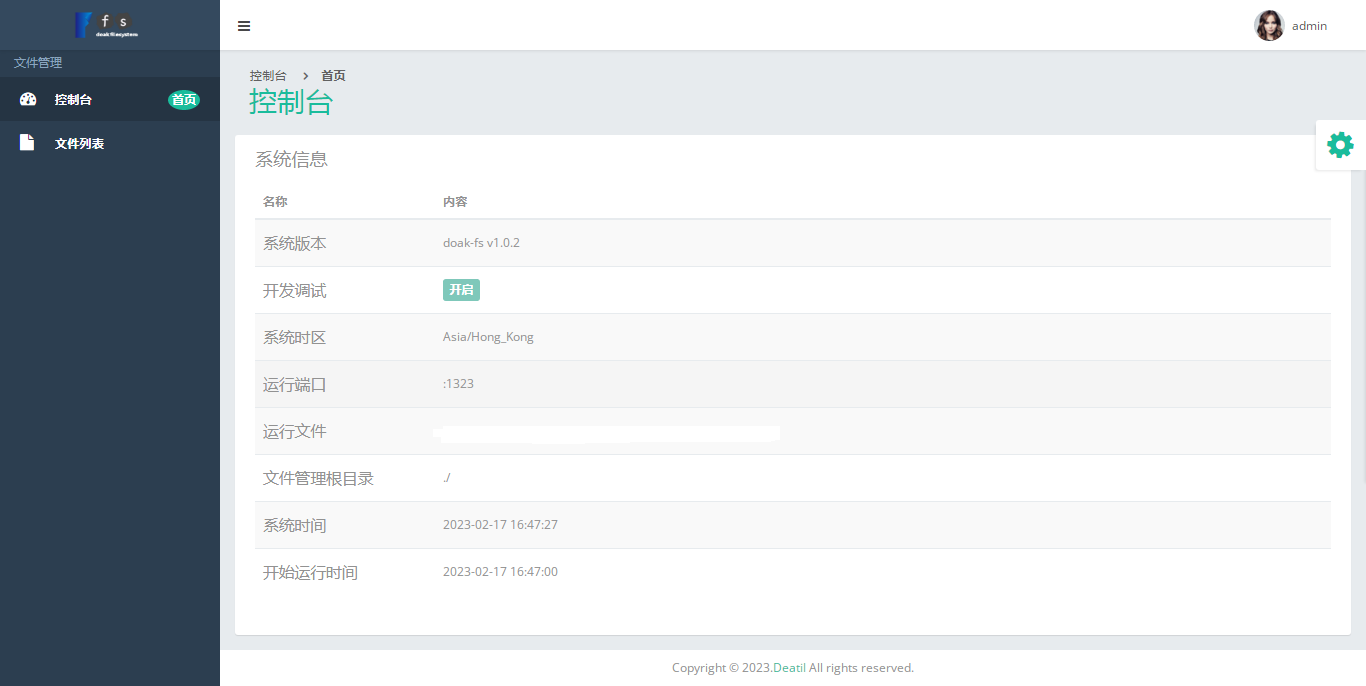 f s
deak filesystem
admin
文件管理
控制台 首页
文件列表
控制台 > 首页
控制台
系统信息
名称 内容
系统版本 doak-fs v1.0.2
开发调试 开启
系统时区 Asia/Hong_Kong
运行端口 :1323
运行文件
文件管理根目录 ./
系统时间 2023-02-17 16:47:27
开始运行时间 2023-02-17 16:47:00
Copyright © 2023.Deatil All rights reserved.